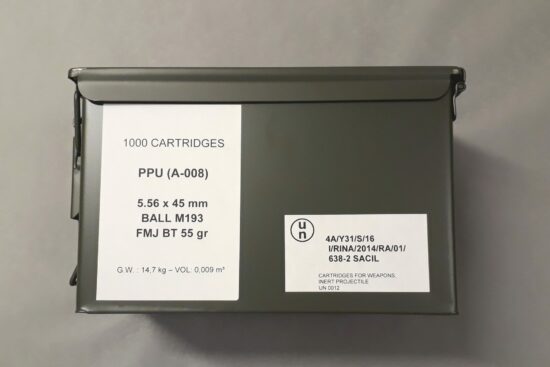 1000 CARTRIDGES
PPU (A-008)
5.56 x 45 mm
BALL M193
FMJ BT 55 gr
G.W. : 14,7 kg – VOL: 0,009 m³
un
4A/Y31/S/16
I/RINA/2014/RA/01/
638-2 SACIL
CARTRIDGES FOR WEAPONS
INERT PROJECTILE
UN 0012